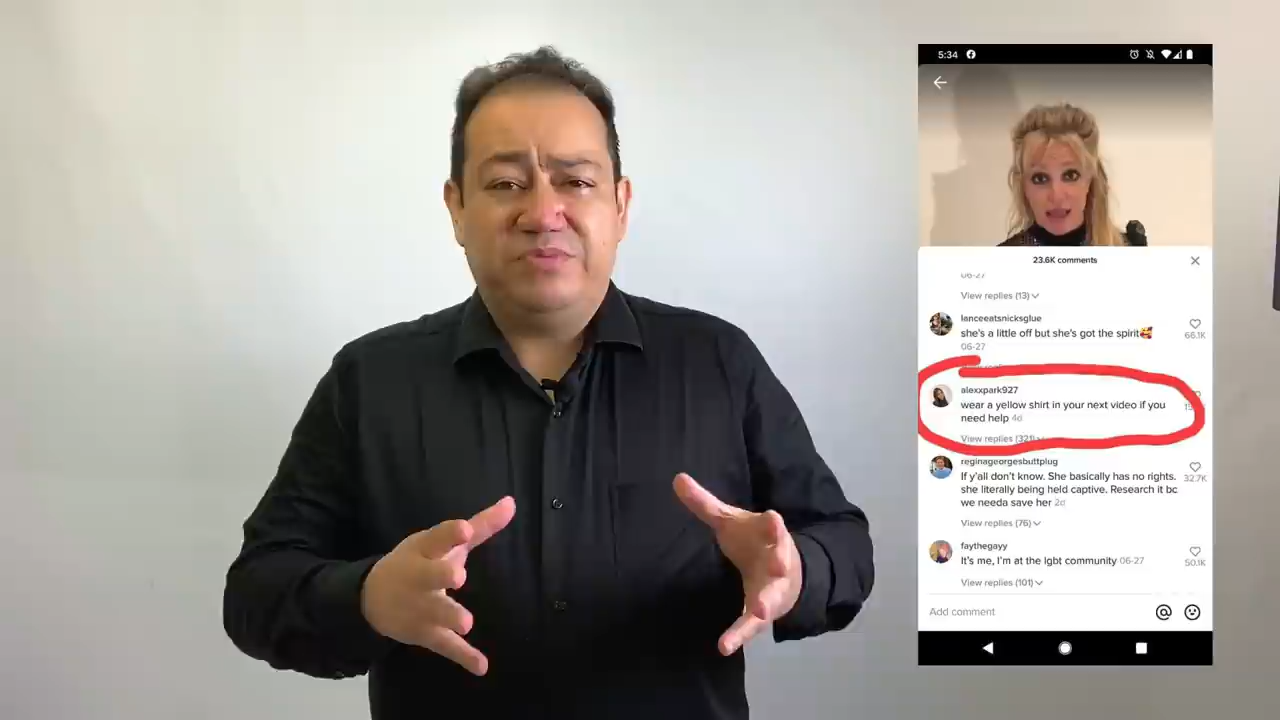 5:34
23.6K comments
06-27
View replies (13)
lanceeatsnicksglue
she's a little off but she's got the spirit🥰
66.1K
06-27
alexxpark927
wear a yellow shirt in your next video if you
need help 4d
View replies (321)
reginageorgesbuttplug
If y'all don't know. She basically has no rights.
32.7K
she literally being held captive. Research it bc
we needa save her 2d
View replies (76)
faythegayy
It's me, I'm at the lgbt community 06-27
50.1K
View replies (101)
Add comment